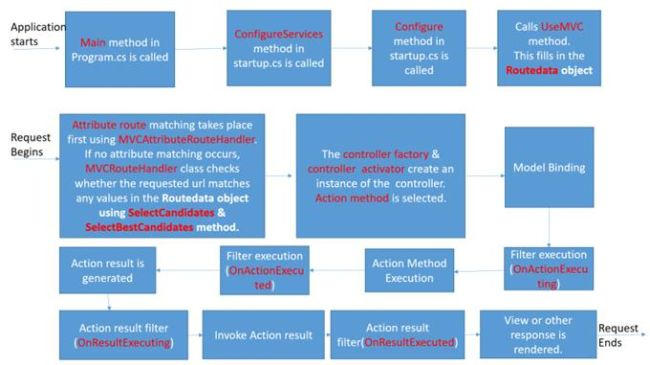 Application
starts
Main method in
Program.cs is called
ConfigureServices
method in
startup.cs is called
Configure
method in
startup.cs is
called
Calls UseMVC
method.
This fills in the
Routedata object
Request
Begins
Attribute route matching takes place
first using MVCAttributeRouteHandler.
If no attribute matching occurs,
MVCRouteHandler class checks
whether the requested url matches
any values in the Routedata object
using SelectCandidates &
SelectBestCandidates method.
The controller factory &
controller activator create an
instance of the controller.
Action method is selected.
Model Binding
Filter execution
(OnActionExecu
ting)
Action Method
Execution
Filter execution
(OnActionExecu
ted)
Action result is
generated
Action result filter
(OnResultExecuting)
Invoke Action result
Action result
filter(OnResultExecuted)
View or other
response is
rendered.
Request
Ends